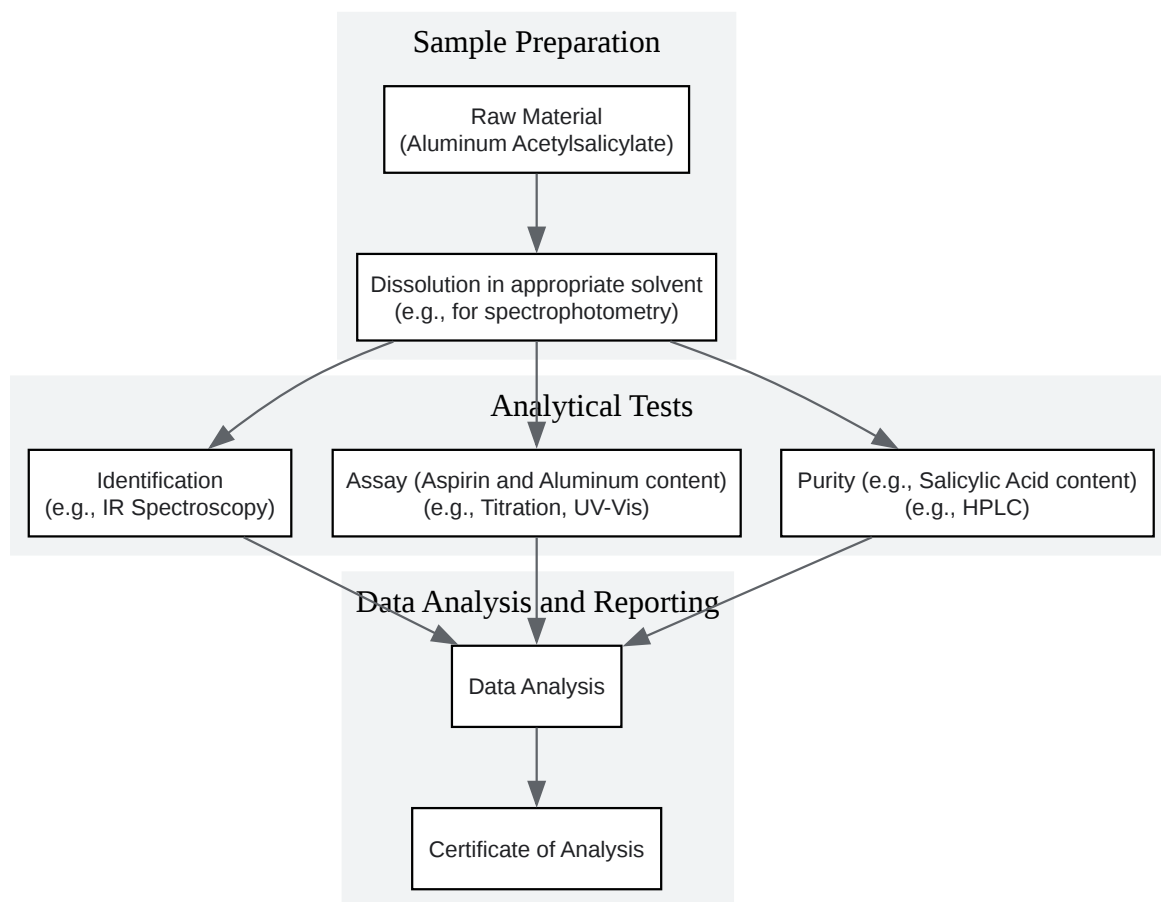 Sample Preparation
Raw Material
(Aluminum Acetylsalicylate)
Dissolution in appropriate solvent
(e.g., for spectrophotometry)
Analytical Tests
Identification
(e.g., IR Spectroscopy)
Assay (Aspirin and Aluminum content)
(e.g., Titration, UV-Vis)
Purity (e.g., Salicylic Acid content)
(e.g., HPLC)
Data Analysis and Reporting
Data Analysis
Certificate of Analysis